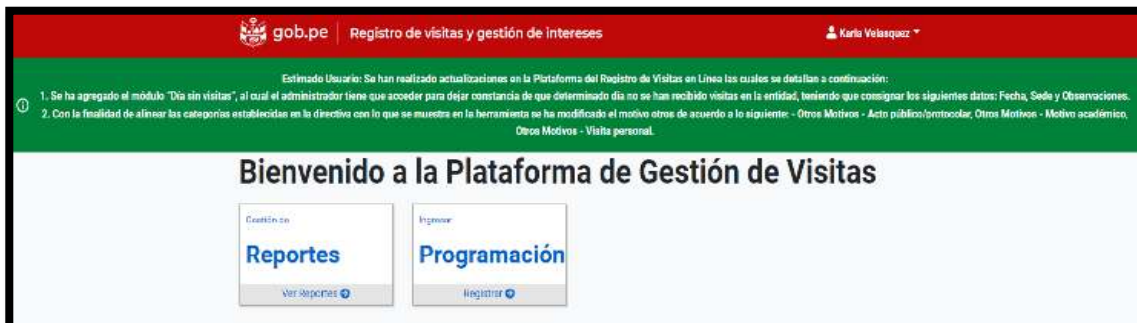 gob.pe Registro de visitas y gestión de intereses Karla Velasquez
Estimado Usuario: Se han realizado actualizaciones en la Plataforma del Registro de Visitas en Línea las cuales se detallan a continuación:
1. Se ha agregado el módulo "Día sin visitas", al cual el administrador tiene que acceder para dejar constancia de que determinado día no se han recibido visitas en la entidad, teniendo que consignar los siguientes datos: Fecha, Sede y Observaciones.
2. Con la finalidad de alinear las categorías establecidas en la directiva con lo que se muestra en la herramienta se ha modificado el motivo otros de acuerdo a lo siguiente: - Otros Motivos - Acto público/protocolar, Otros Motivos - Motivo académico,
Otros Motivos - Visita personal.
Bienvenido a la Plataforma de Gestión de Visitas
Gestión de
Reportes
Ver Reportes
Ingresar
Programación
Registrar